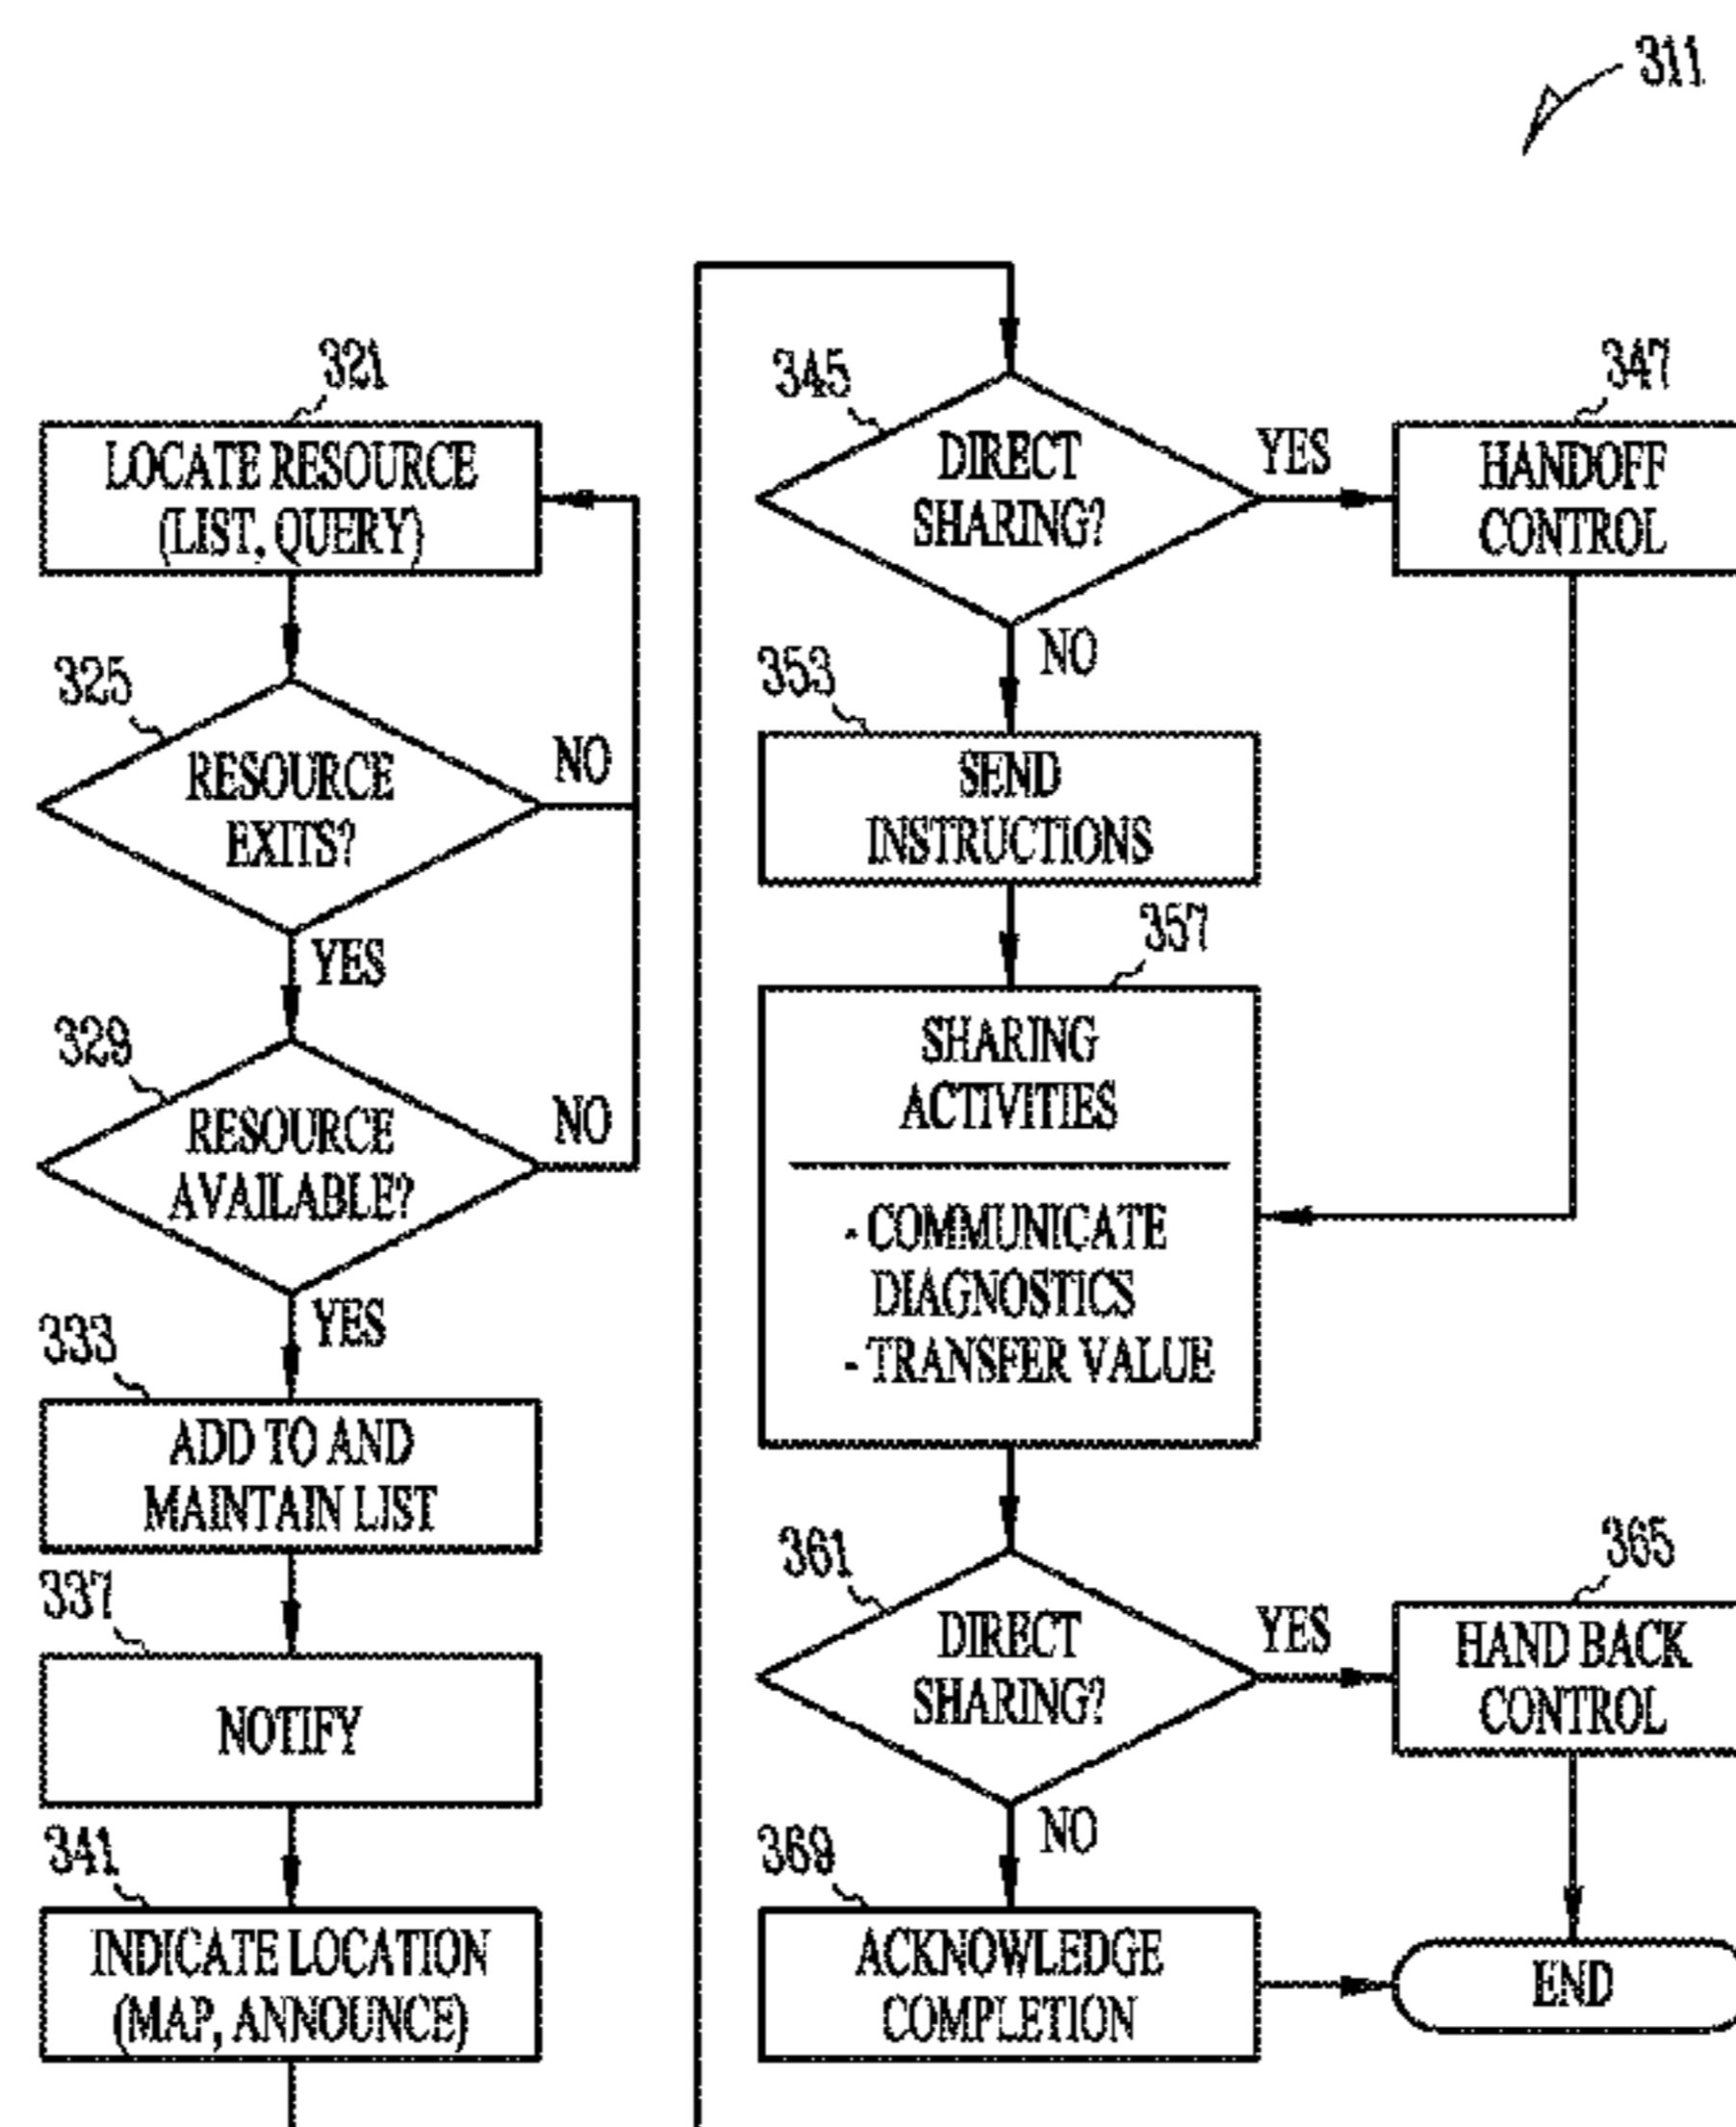 311
321
LOCATE RESOURCE
(LIST, QUERY)
325
RESOURCE
EXITS?
NO
YES
329
RESOURCE
AVAILABLE?
NO
YES
333
ADD TO AND
MAINTAIN LIST
337
NOTIFY
341
INDICATE LOCATION
(MAP, ANNOUNCE)
345
DIRECT
SHARING?
YES
347
HANDOFF
CONTROL
NO
353
SEND
INSTRUCTIONS
357
SHARING
ACTIVITIES
- COMMUNICATE
DIAGNOSTICS
- TRANSFER VALUE
361
DIRECT
SHARING?
YES
365
HAND BACK
CONTROL
NO
369
ACKNOWLEDGE
COMPLETION
END